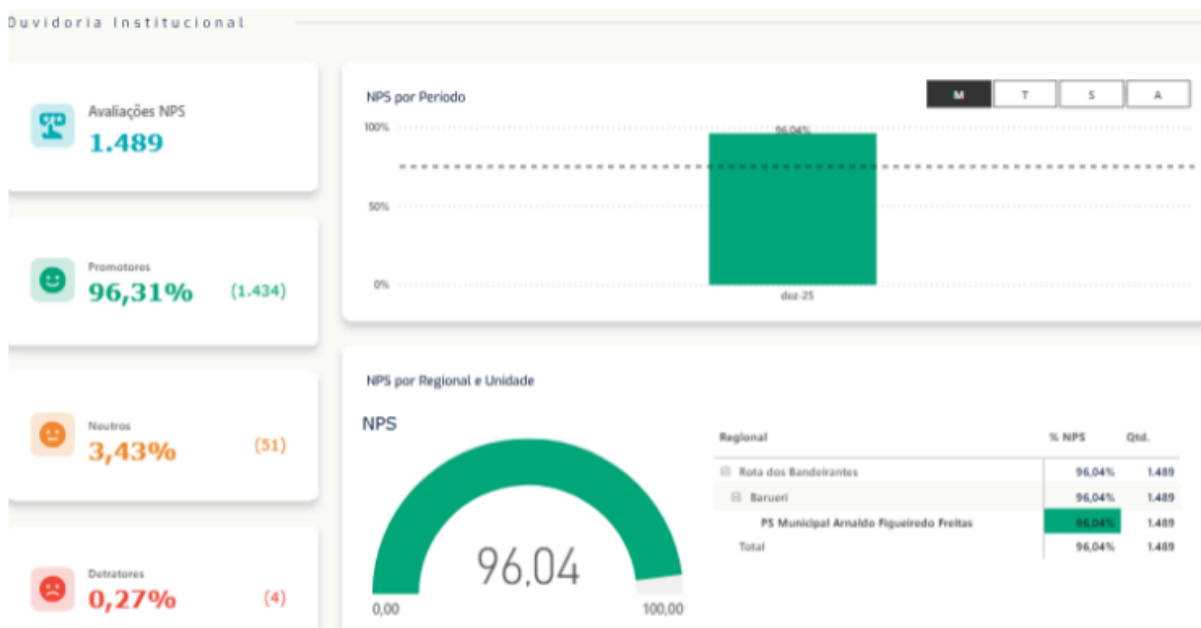 Ouvidoria Institucional
Avaliações NPS
1.489
Promotores
96,31% (1.434)
Neutros
3,43% (51)
Detratores
0,27% (4)
NPS por Período
M T S A
100%
96,04%
50%
0%
dez-25
NPS por Regional e Unidade
NPS
96,04
0,00 100,00
Regional % NPS Qtd.
Rota dos Bandeirantes 96,04% 1.489
Barueri 96,04% 1.489
PS Municipal Arnaldo Figueiredo Freitas 96,04% 1.489
Total 96,04% 1.489